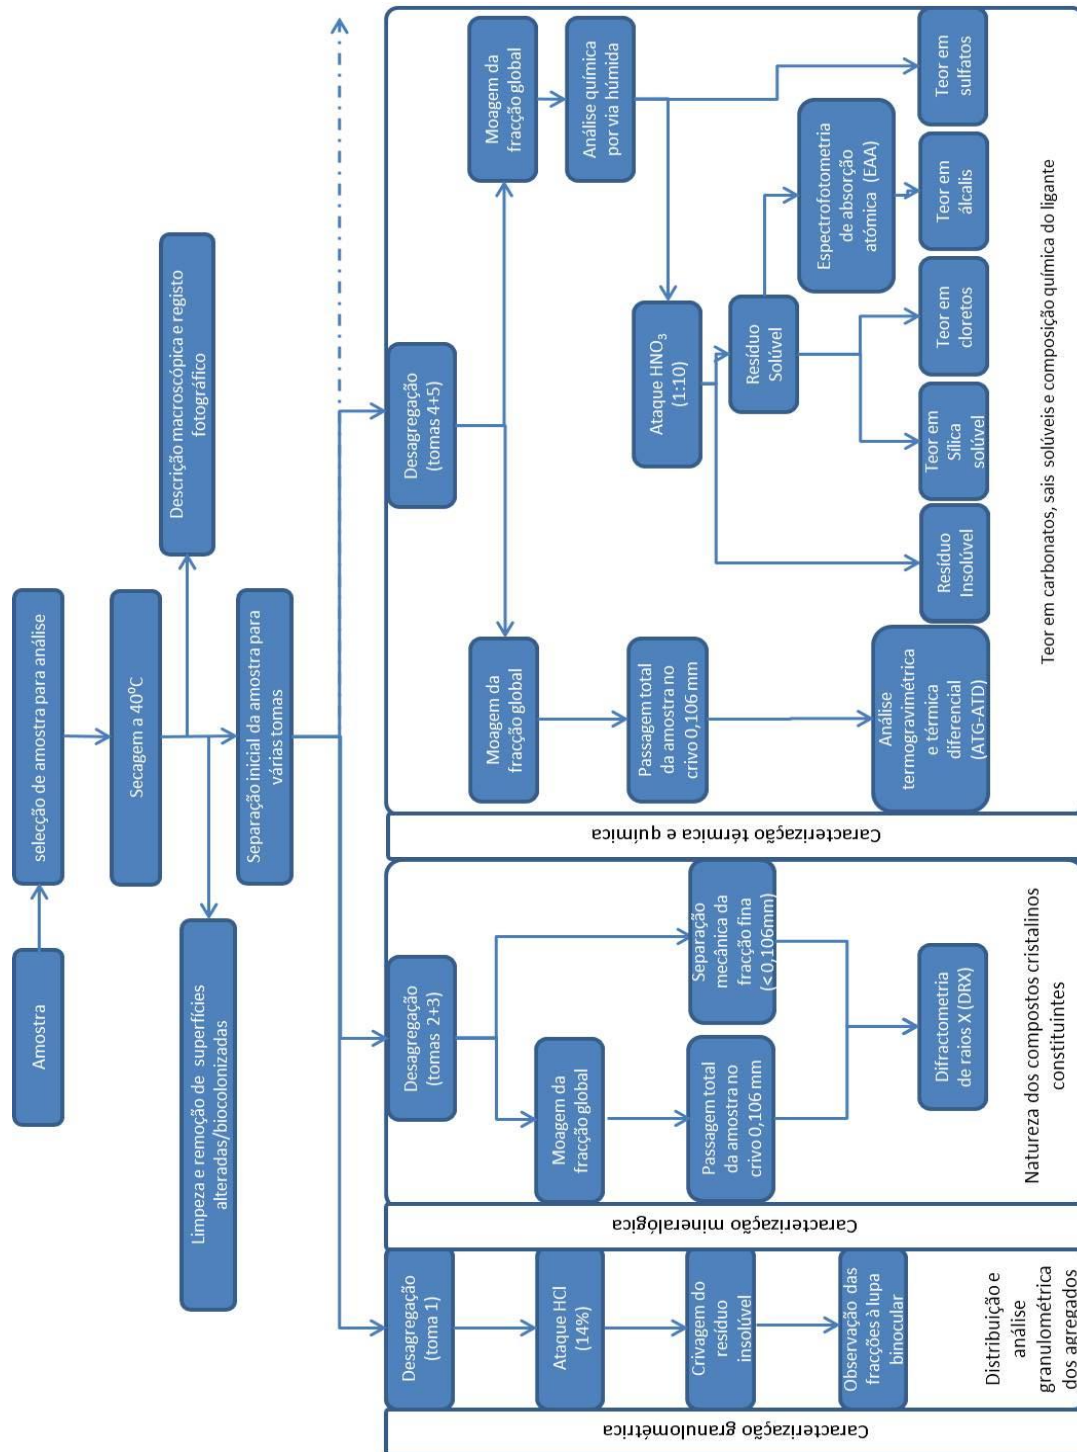 Amostra
selecção de amostra para análise
Secagem a 40ºC
Descrição macroscópica e registo
fotográfico
Limpeza e remoção de superfícies
alteradas/biocolonizadas
Separação inicial da amostra para
várias tomas
Caracterização granulométrica
Desagregação
(toma 1)
Ataque HCl
(14%)
Crivagem do
resíduo
insolúvel
Observação das
fracções à lupa
binocular
Distribuição e
análise
granulométrica
dos agregados
Caracterização mineralógica
Desagregação
(tomas 2+3)
Moagem da
fracção global
Passagem total
da amostra no
crivo 0,106 mm
Separação
mecânica da
fracção fina
(< 0,106mm)
Difractometria
de raios X (DRX)
Natureza dos compostos cristalinos
constituintes
Caracterização térmica e química
Desagregação
(tomas 4+5)
Moagem da
fracção global
Passagem total
da amostra no
crivo 0,106 mm
Análise
termogravimétrica
e térmica
diferencial
(ATG-ATD)
Moagem da
fracção global
Análise química
por via húmida
Ataque HNO₃
(1:10)
Resíduo
Solúvel
Espectrofotometria
de absorção
atómica (EAA)
Resíduo
Insolúvel
Teor em
Sílica
solúvel
Teor em
cloretos
Teor em
álcalis
Teor em
sulfatos
Teor em carbonatos, sais solúveis e composição química do ligante